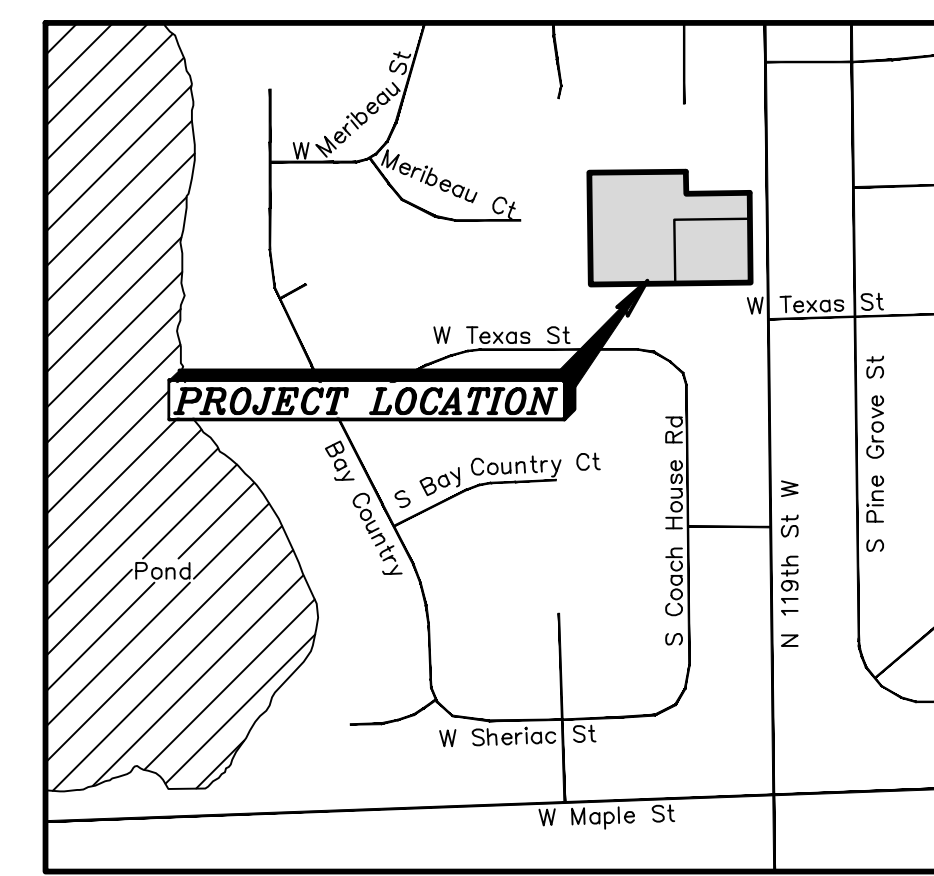 W Meribeau St
Meribeau Ct
W Texas St
W Texas St
PROJECT LOCATION
S Pine Grove St
Bay Country
S Bay Country Ct
S Coach House Rd
N 119th St W
Pond
W Sheriac St
W Maple St